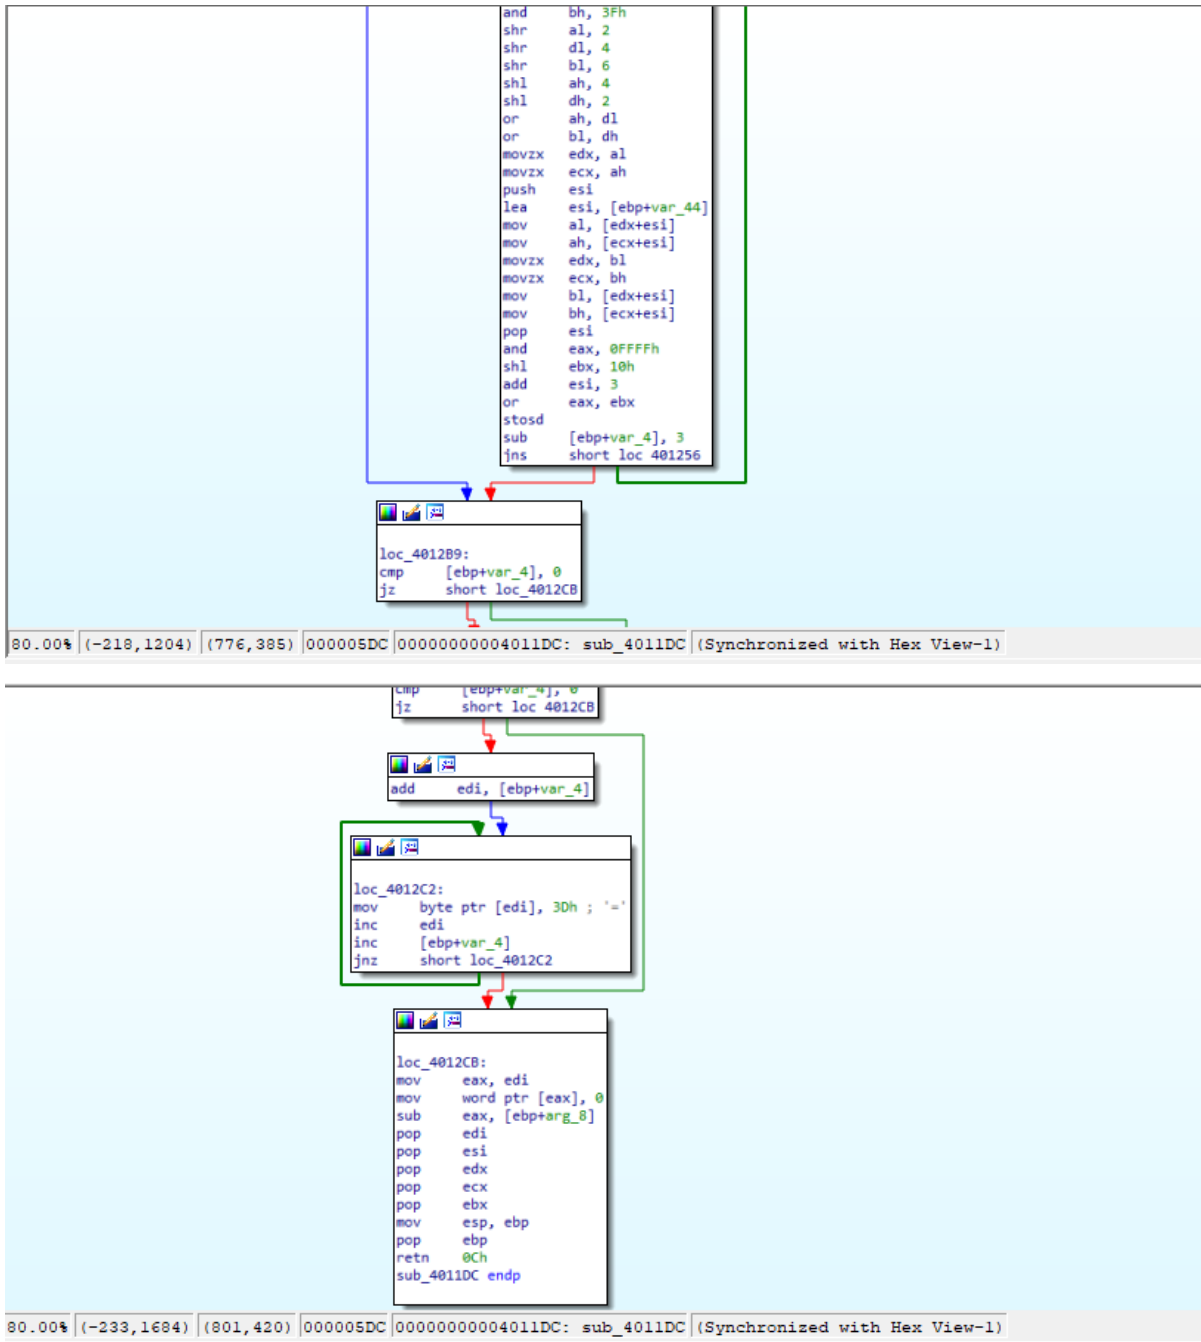 and bh, 3Fh
shr al, 2
shr dl, 4
shr bl, 6
shl ah, 4
shl dh, 2
or ah, dl
or bl, dh
movzx edx, al
movzx ecx, ah
push esi
lea esi, [ebp+var_44]
mov al, [edx+esi]
mov ah, [ecx+esi]
movzx edx, bl
movzx ecx, bh
mov bl, [edx+esi]
mov bh, [ecx+esi]
pop esi
and eax, 0FFFFh
shl ebx, 10h
add esi, 3
or eax, ebx
stosd
sub [ebp+var_4], 3
jns short loc_401256
loc_4012B9:
cmp [ebp+var_4], 0
jz short loc_4012CB
80.00% (-218,1204) (776,385) 000005DC 00000000004011DC: sub_4011DC (Synchronized with Hex View-1)
cmp [ebp+var_4], 0
jz short loc_4012CB
add edi, [ebp+var_4]
loc_4012C2:
mov byte ptr [edi], 3Dh ; '='
inc edi
inc [ebp+var_4]
jnz short loc_4012C2
loc_4012CB:
mov eax, edi
mov word ptr [eax], 0
sub eax, [ebp+arg_8]
pop edi
pop esi
pop edx
pop ecx
pop ebx
mov esp, ebp
pop ebp
retn 0Ch
sub_4011DC endp
80.00% (-233,1684) (801,420) 000005DC 00000000004011DC: sub_4011DC (Synchronized with Hex View-1)